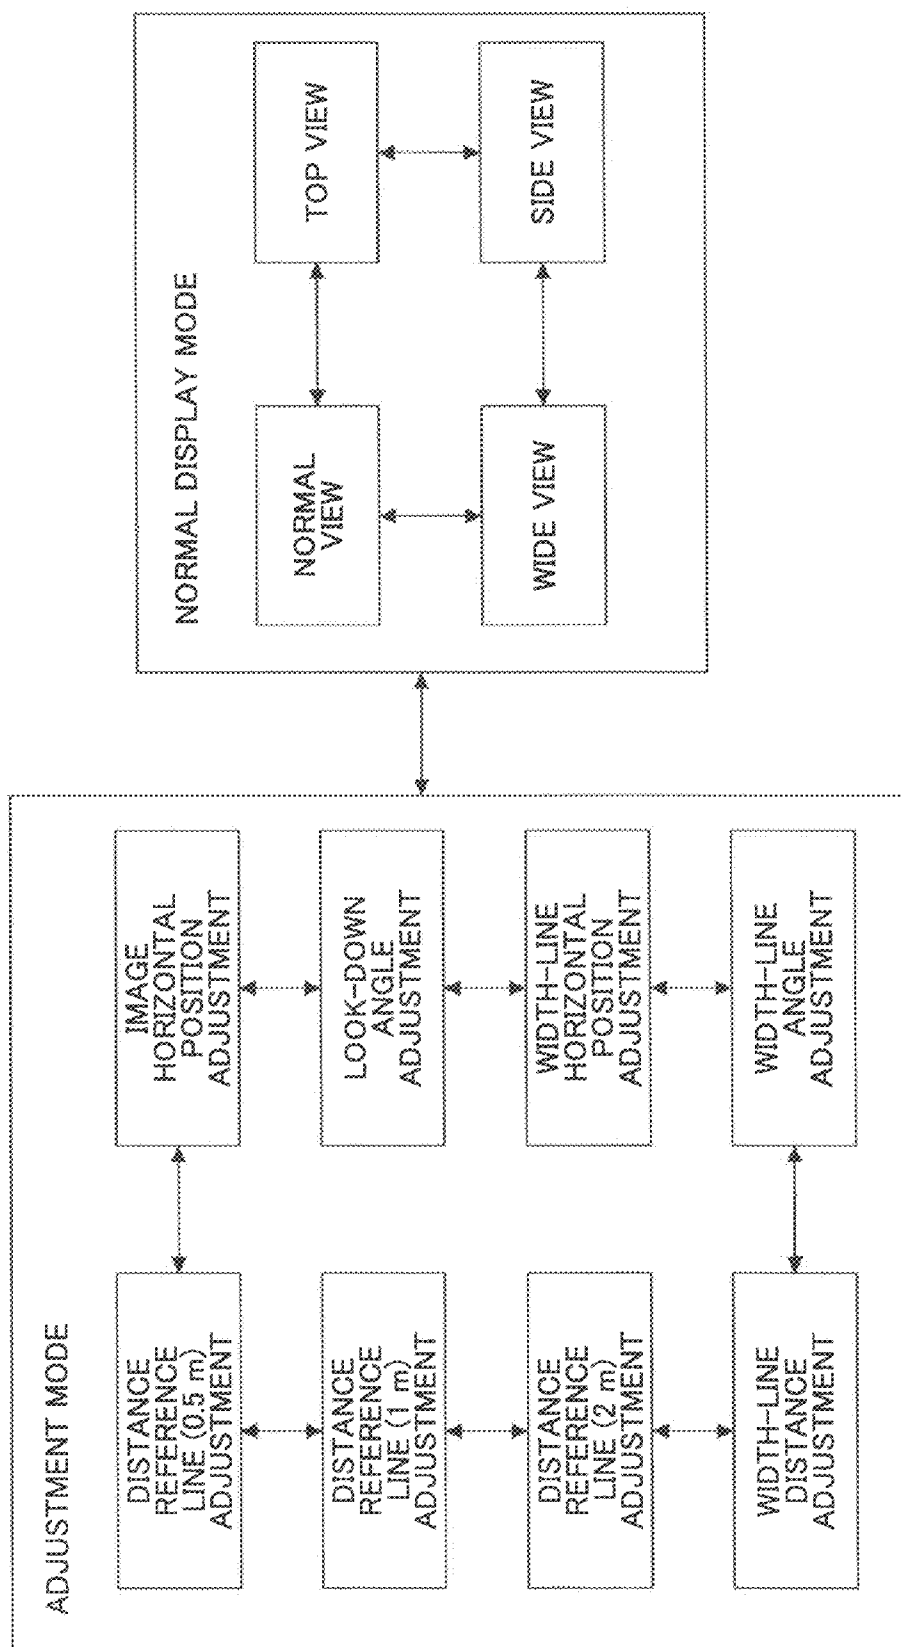 ADJUSTMENT MODE
DISTANCE
REFERENCE
LINE (0.5 m)
ADJUSTMENT
IMAGE
HORIZONTAL
POSITION
ADJUSTMENT
DISTANCE
REFERENCE
LINE (1 m)
ADJUSTMENT
LOOK-DOWN
ANGLE
ADJUSTMENT
DISTANCE
REFERENCE
LINE (2 m)
ADJUSTMENT
WIDTH-LINE
HORIZONTAL
POSITION
ADJUSTMENT
WIDTH-LINE
DISTANCE
ADJUSTMENT
WIDTH-LINE
ANGLE
ADJUSTMENT
NORMAL DISPLAY MODE
NORMAL
VIEW
TOP VIEW
WIDE VIEW
SIDE VIEW